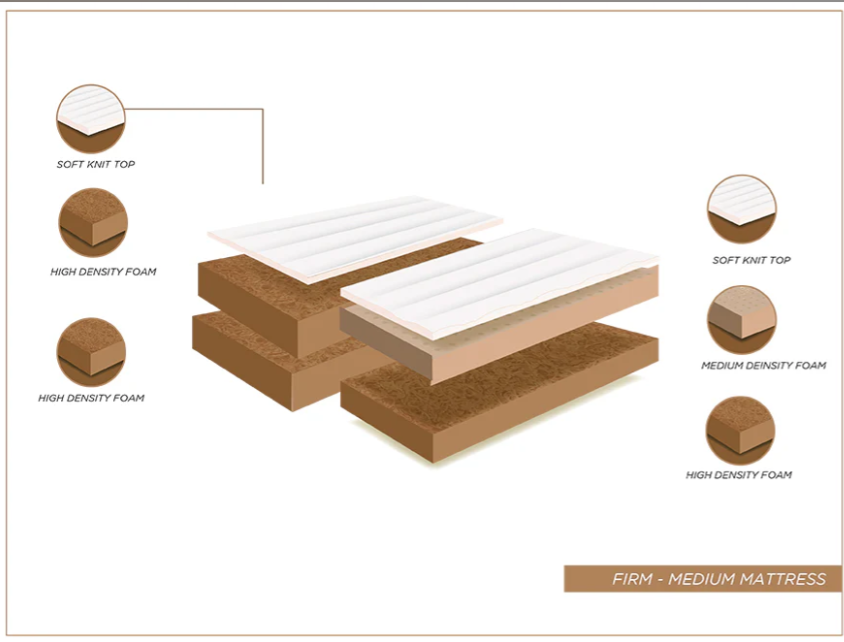 SOFT KNIT TOP
HIGH DENSITY FOAM
HIGH DENSITY FOAM
SOFT KNIT TOP
MEDIUM DEINSITY FOAM
HIGH DENSITY FOAM
FIRM - MEDIUM MATTRESS